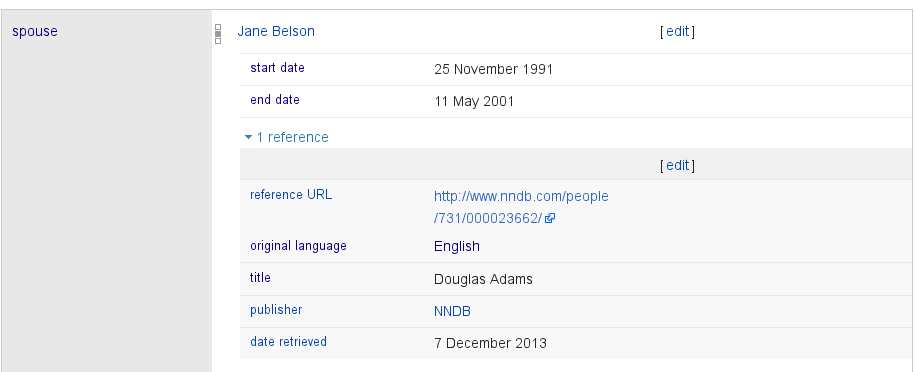 spouse Jane Belson [ edit ]
start date 25 November 1991
end date 11 May 2001
1 reference
[ edit ]
reference URL http://www.nndb.com/people
/731/000023662/
original language English
title Douglas Adams
publisher NNDB
date retrieved 7 December 2013